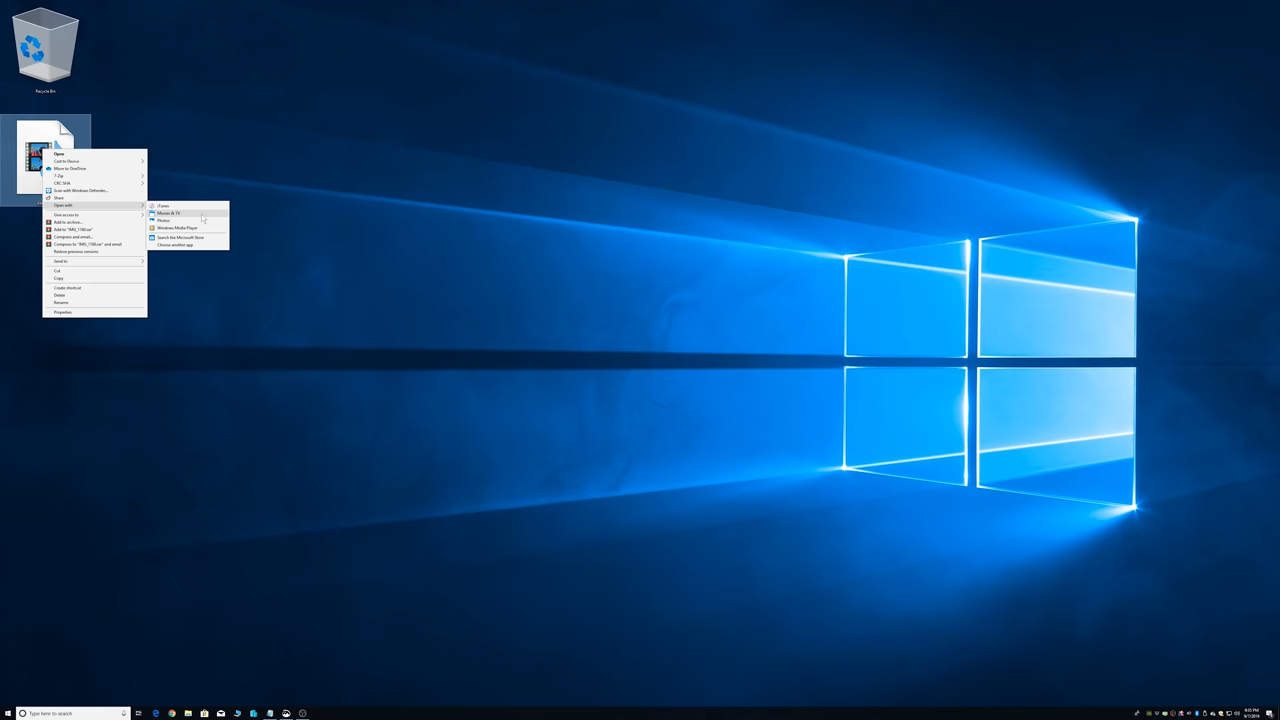 Recycle Bin
Open
Cast to Device
Move to OneDrive
7-Zip
CRC SHA
Scan with Windows Defender...
Share
Open with
Give access to
Add to archive...
Add to "IMG_1180.rar"
Compress and email...
Compress to "IMG_1180.rar" and email
Restore previous versions
Send to
Cut
Copy
Create shortcut
Delete
Rename
Properties
iTunes
Movies & TV
Photos
Windows Media Player
Search the Microsoft Store
Choose another app
Type here to search